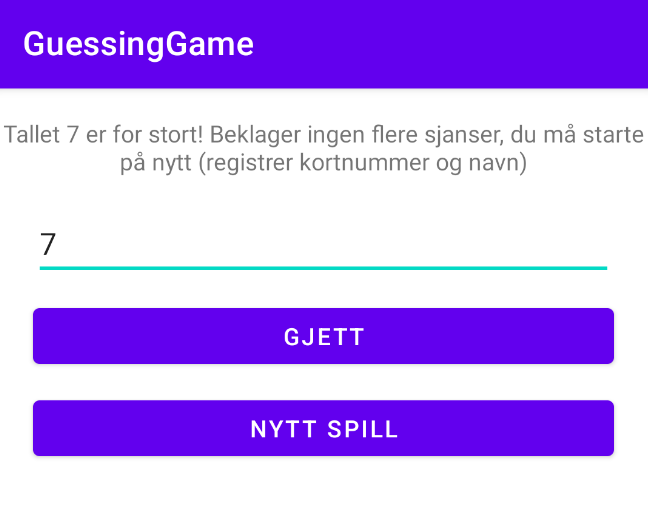 GuessingGame
Tallet 7 er for stort! Beklager ingen flere sjanser, du må starte
på nytt (registrer kortnummer og navn)
7
GJETT
NYTT SPILL